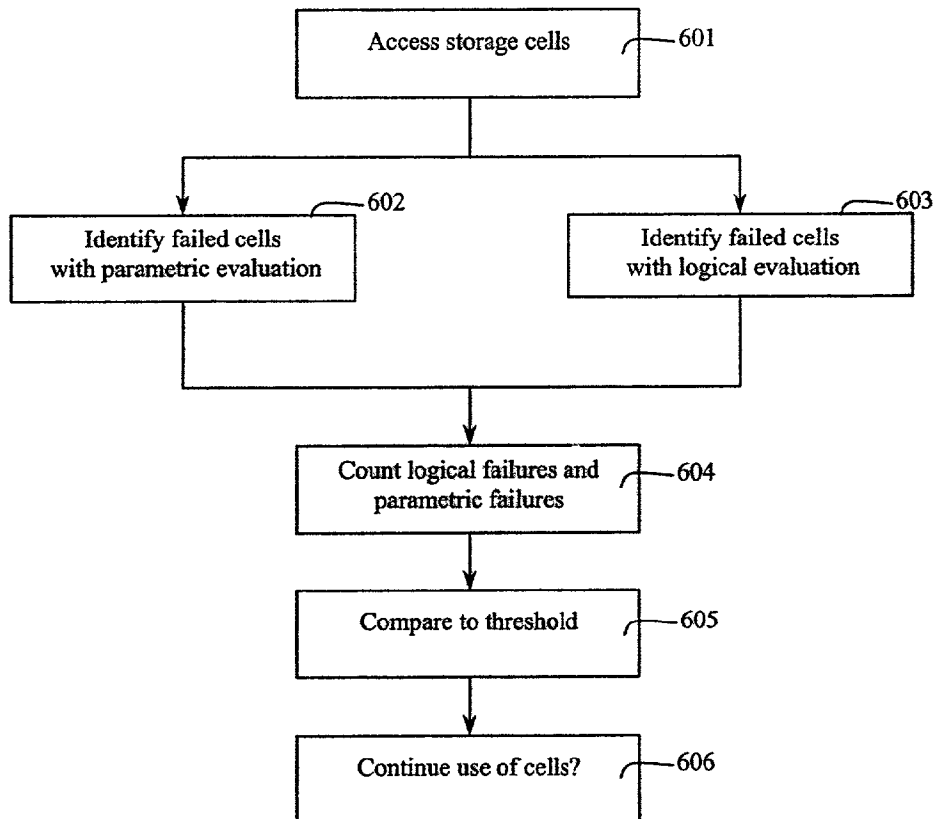 Access storage cells
601
602
Identify failed cells
with parametric evaluation
603
Identify failed cells
with logical evaluation
Count logical failures and
parametric failures
604
Compare to threshold
605
Continue use of cells?
606